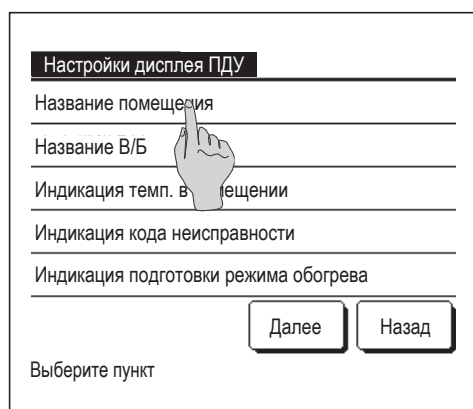 Настройки дисплея ПДУ
Название помещения
Название В/Б
Индикация темп. в помещении
Индикация кода неисправности
Индикация подготовки режима обогрева
Далее
Назад
Выберите пункт